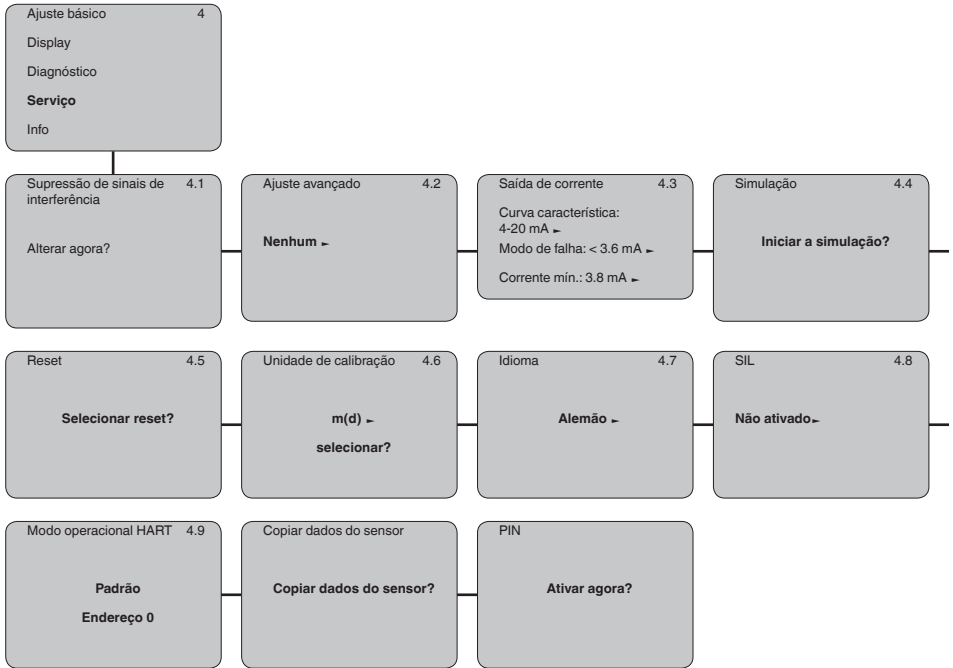 Ajuste básico 4
Display
Diagnóstico
Serviço
Info
Supressão de sinais de 4.1
interferência
Alterar agora?
Ajuste avançado 4.2
Nenhum ►
Saída de corrente 4.3
Curva característica:
4-20 mA ►
Modo de falha: < 3.6 mA ►
Corrente mín.: 3.8 mA ►
Simulação 4.4
Iniciar a simulação?
Reset 4.5
Selecionar reset?
Unidade de calibração 4.6
m(d) ►
selecionar?
Idioma 4.7
Alemão ►
SIL 4.8
Não ativado►
Modo operacional HART 4.9
Padrão
Endereço 0
Copiar dados do sensor
Copiar dados do sensor?
PIN
Ativar agora?